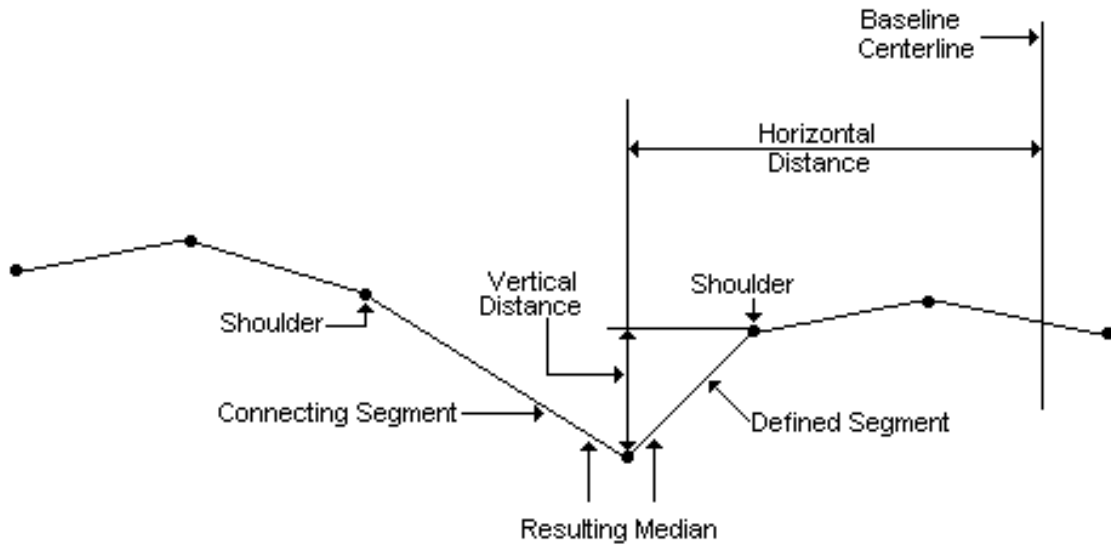 Baseline
Centerline
Horizontal
Distance
Vertical
Distance
Shoulder
Shoulder
Connecting Segment
Defined Segment
Resulting Median